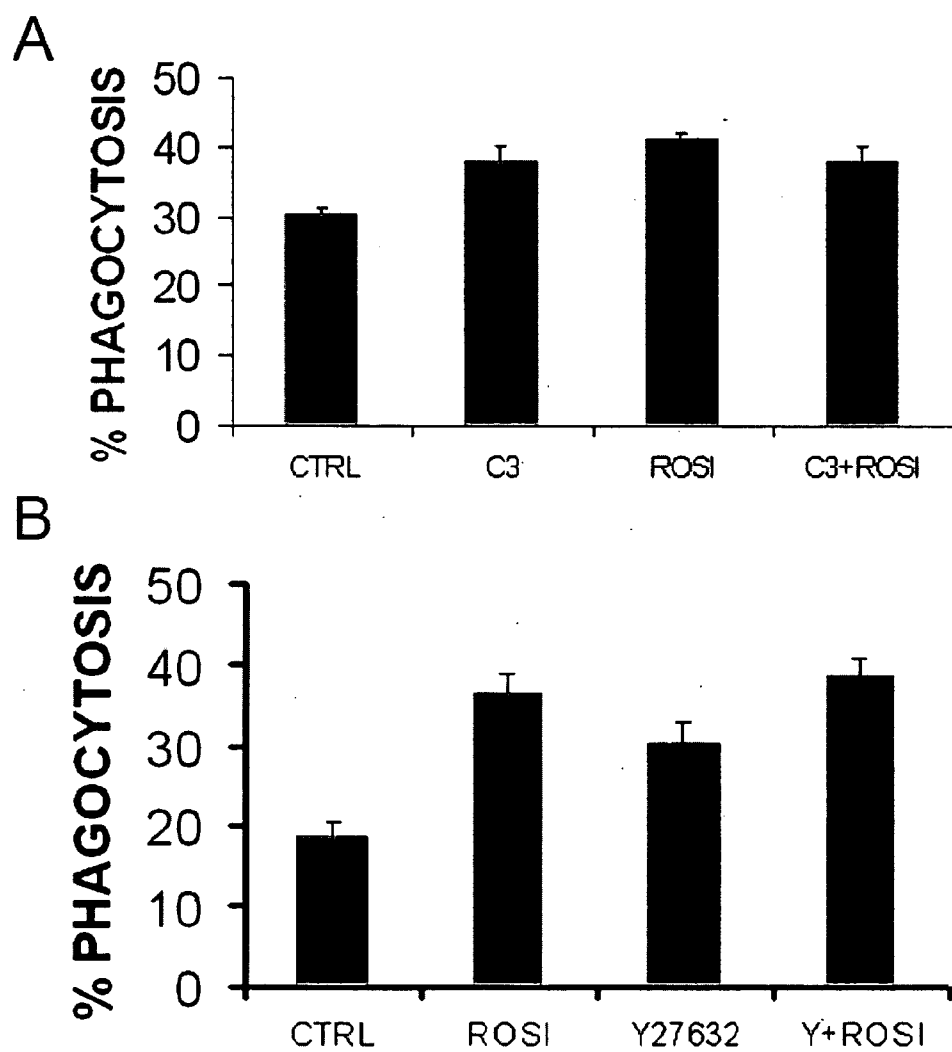 A
% PHAGOCYTOSIS
50
40
30
20
10
0
CTRL C3 ROSI C3+ROSI
B
% PHAGOCYTOSIS
50
40
30
20
10
0
CTRL ROSI Y27632 Y+ROSI